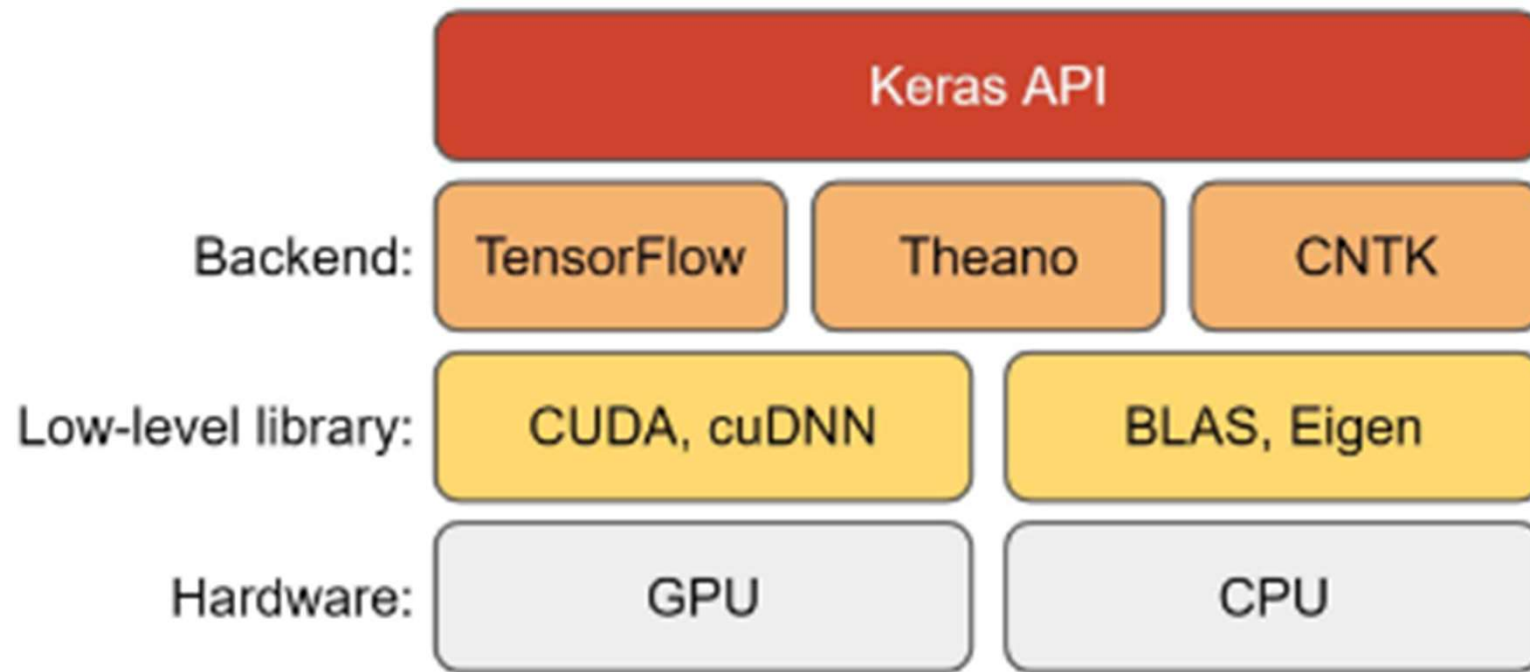 Keras API
Backend: TensorFlow Theano CNTK
Low-level library: CUDA, cuDNN BLAS, Eigen
Hardware: GPU CPU